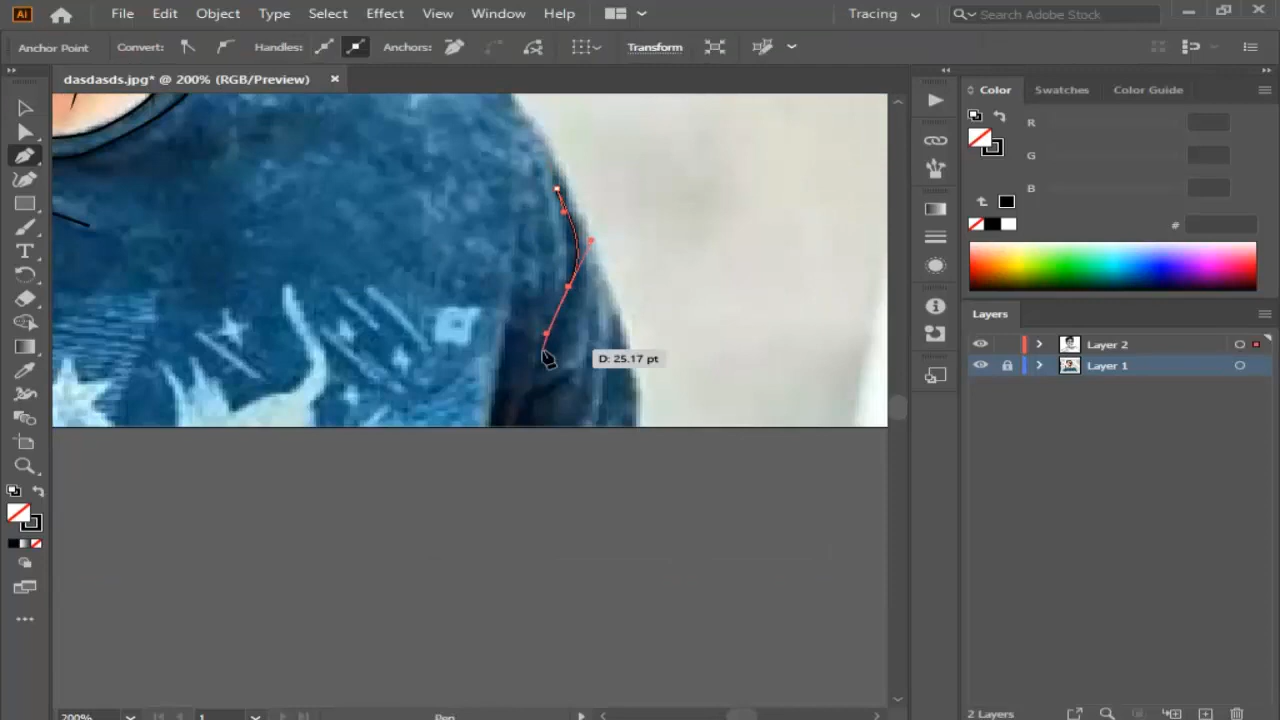 Ai File Edit Object Type Select Effect View Window Help Tracing Search Adobe Stock
Anchor Point Convert: Handles: Anchors: Transform
dasdasds.jpg* @ 200% (RGB/Preview) ×
Color Swatches Color Guide
R
G
B
#
D: 25.17 pt
Layers
Layer 2
Layer 1
200% 1 Pen 2 Layers